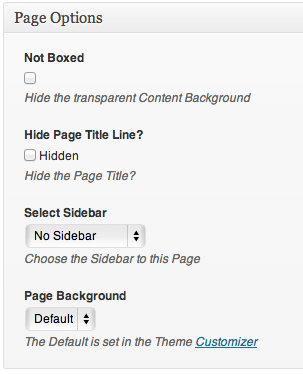 Page Options
Not Boxed
Hide the transparent Content Background
Hide Page Title Line?
Hidden
Hide the Page Title?
Select Sidebar
No Sidebar
Choose the Sidebar to this Page
Page Background
Default
The Default is set in the Theme Customizer